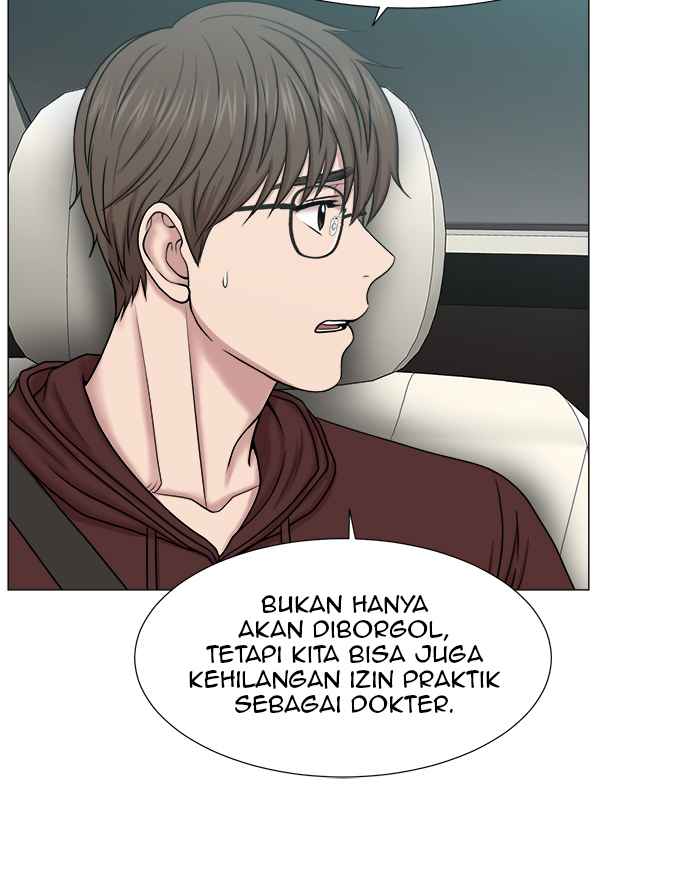 BUKAN HANYA
AKAN DIBORGOL,
TETAPI KITA BISA JUGA
KEHILANGAN IZIN PRAKTIK
SEBAGAI DOKTER.